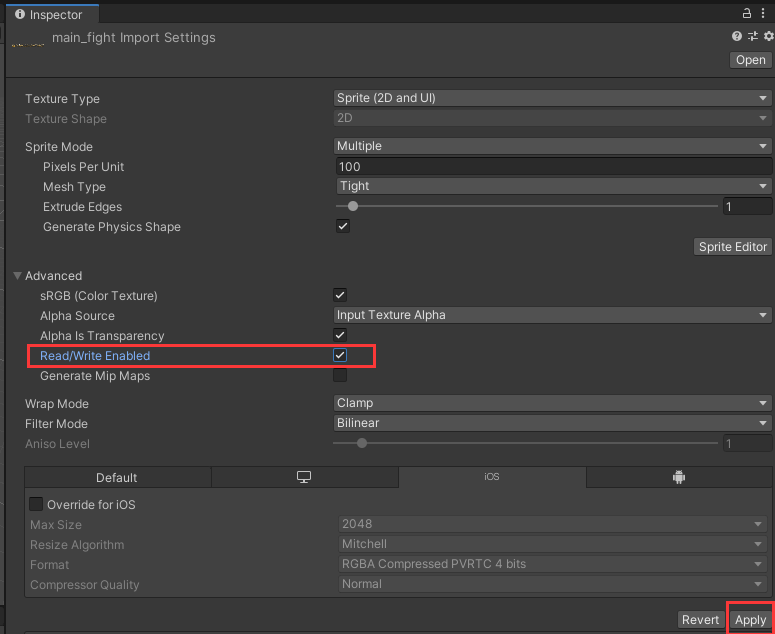 Inspector
main_fight Import Settings
Open
Texture Type Sprite (2D and UI)
Texture Shape 2D
Sprite Mode Multiple
Pixels Per Unit 100
Mesh Type Tight
Extrude Edges 1
Generate Physics Shape
Sprite Editor
Advanced
sRGB (Color Texture)
Alpha Source Input Texture Alpha
Alpha Is Transparency
Read/Write Enabled
Generate Mip Maps
Wrap Mode Clamp
Filter Mode Bilinear
Aniso Level 1
Default iOS
Override for iOS
Max Size 2048
Resize Algorithm Mitchell
Format RGBA Compressed PVRTC 4 bits
Compressor Quality Normal
Revert Apply